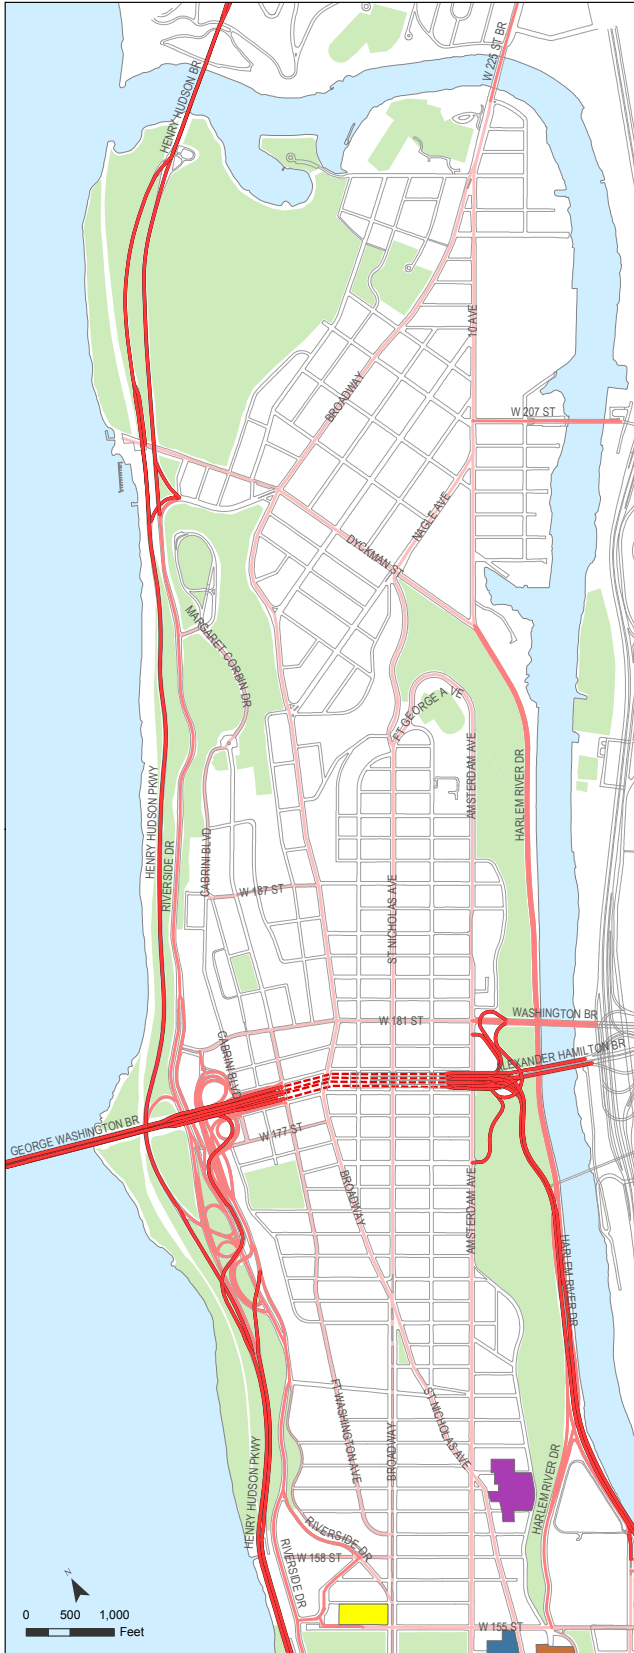 HENRY HUDSON BR
W 225 ST BR
10 AVE
BROADWAY
W 207 ST
NAGLE AVE
DYCKMAN ST
MARGARET CORBIN DR
FT GEORGE A VE
AMSTERDAM AVE
HARLEM RIVER DR
HENRY HUDSON PKWY
RIVERSIDE DR
CABRINI BLVD
W 187 ST
ST NICHOLAS AVE
WASHINGTON BR
W 181 ST
CABRINI BLVD
ALEXANDER HAMILTON BR
GEORGE WASHINGTON BR
W 177 ST
BROADWAY
AMSTERDAM AVE
HARLEM RIVER DR
FT WASHINGTON AVE
BROADWAY
ST NICHOLAS AVE
HENRY HUDSON PKWY
HARLEM RIVER DR
RIVERSIDE DR
W 158 ST
RIVERSIDE DR
N
W 155 ST
0 500 1,000
Feet